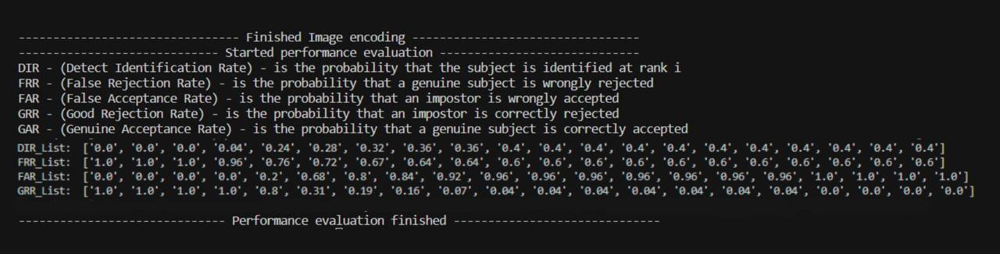 ------------------------------- Finished Image encoding --------------------------------
---------------------------- Started performance evaluation ----------------------------
DIR - (Detect Identification Rate) - is the probability that the subject is identified at rank i
FRR - (False Rejection Rate) - is the probability that a genuine subject is wrongly rejected
FAR - (False Acceptance Rate) - is the probability that an impostor is wrongly accepted
GRR - (Good Rejection Rate) - is the probability that an impostor is correctly rejected
GAR - (Genuine Acceptance Rate) - is the probability that a genuine subject is correctly accepted
DIR_List: ['0.0', '0.0', '0.0', '0.04', '0.24', '0.28', '0.32', '0.36', '0.36', '0.4', '0.4', '0.4', '0.4', '0.4', '0.4', '0.4', '0.4', '0.4', '0.4', '0.4', '0.4']
FRR_List: ['1.0', '1.0', '1.0', '0.96', '0.76', '0.72', '0.67', '0.64', '0.64', '0.6', '0.6', '0.6', '0.6', '0.6', '0.6', '0.6', '0.6', '0.6', '0.6', '0.6', '0.6']
FAR_List: ['0.0', '0.0', '0.0', '0.0', '0.2', '0.68', '0.8', '0.84', '0.92', '0.96', '0.96', '0.96', '0.96', '0.96', '0.96', '0.96', '0.96', '1.0', '1.0', '1.0', '1.0']
GRR_List: ['1.0', '1.0', '1.0', '1.0', '0.8', '0.31', '0.19', '0.16', '0.07', '0.04', '0.04', '0.04', '0.04', '0.04', '0.04', '0.04', '0.04', '0.0', '0.0', '0.0', '0.0']
----------------------------- Performance evaluation finished -----------------------------